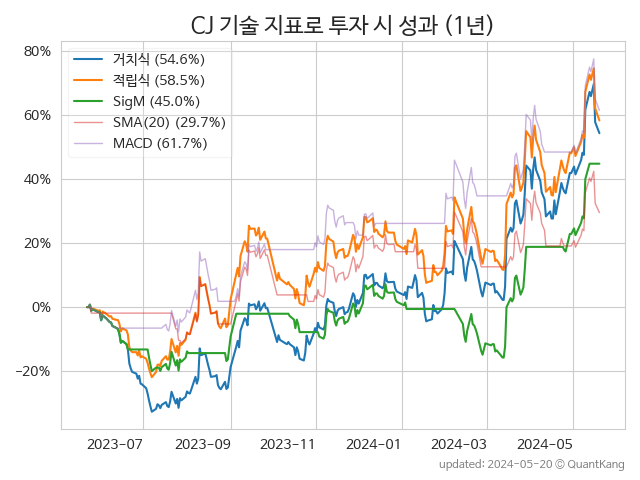 CJ 기술 지표로 투자 시 성과 (1년)
80%
60%
40%
20%
0%
−20%
거치식 (54.6%)
적립식 (58.5%)
SigM (45.0%)
SMA(20) (29.7%)
MACD (61.7%)
2023-07
2023-09
2023-11
2024-01
2024-03
2024-05
updated: 2024-05-20 © QuantKang